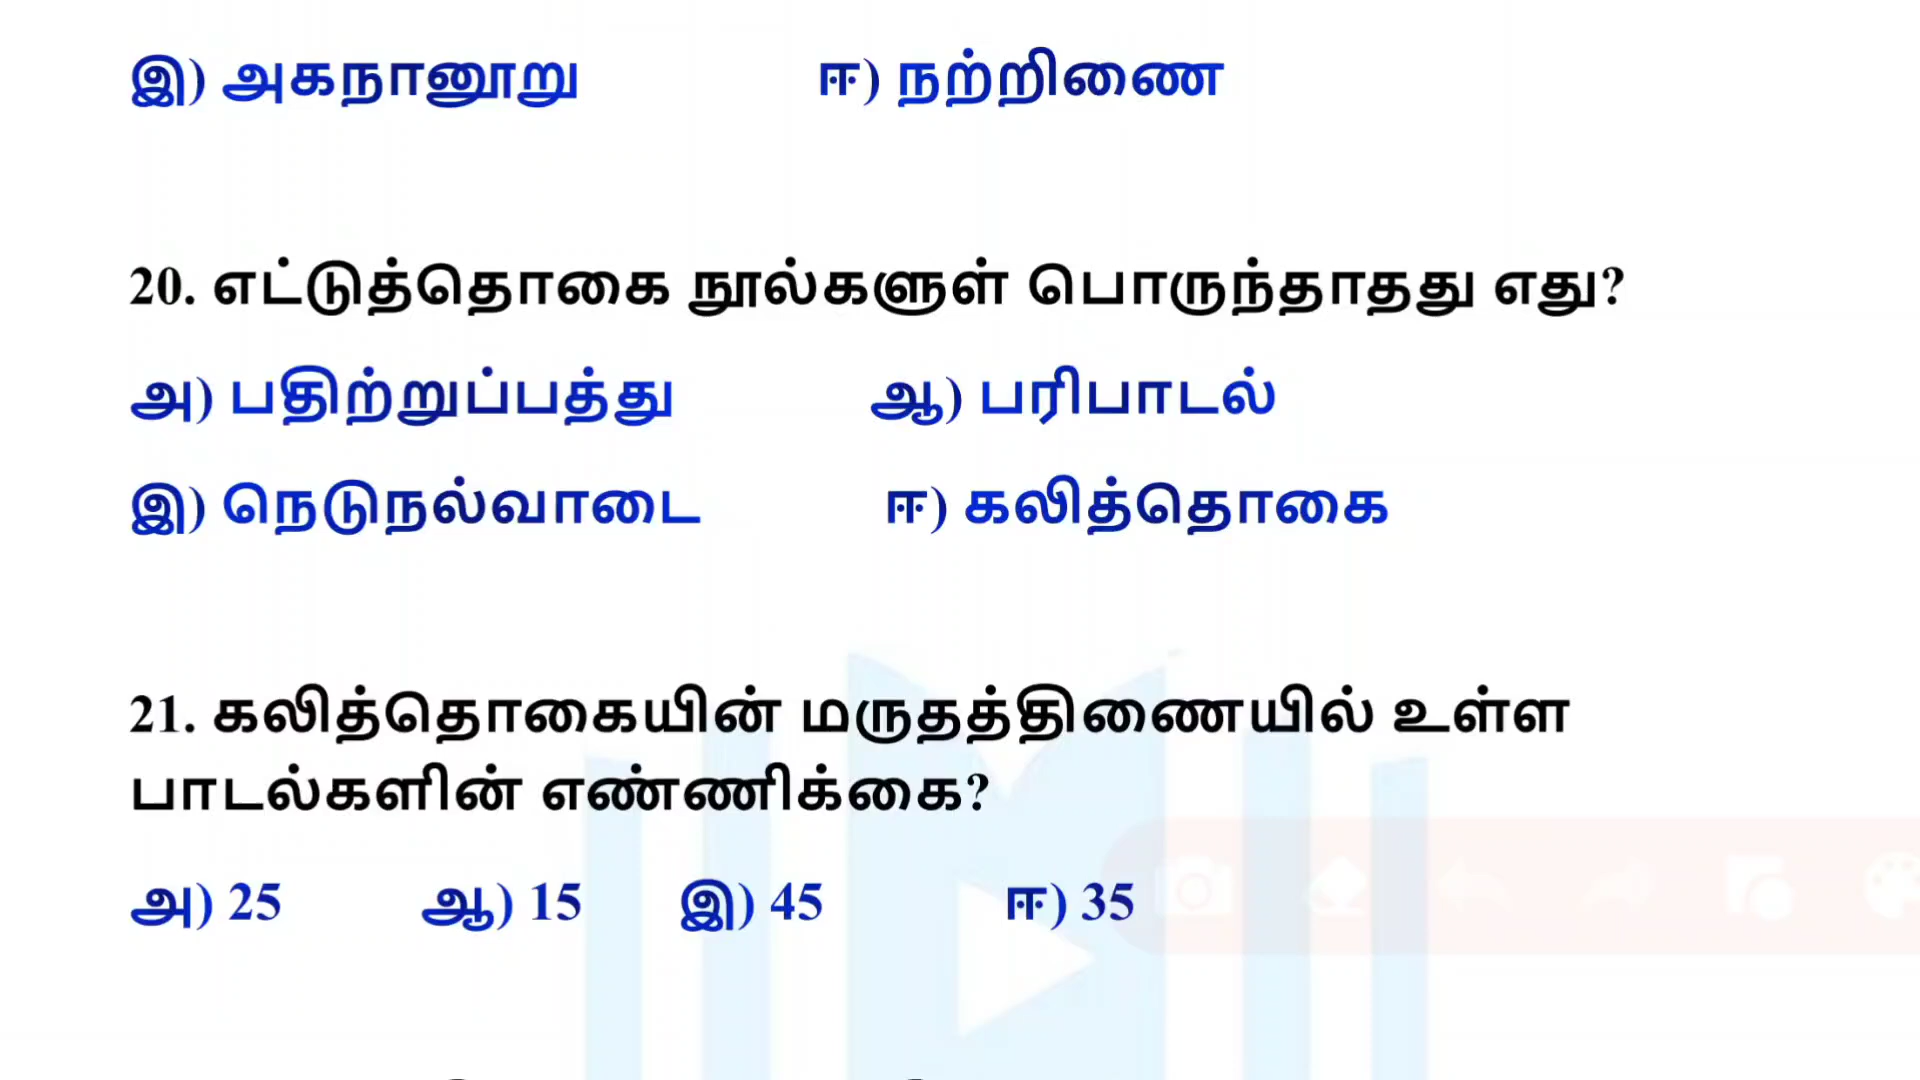 இ) அகநானூறு ஈ) நற்றிணை
20. எட்டுத்தொகை நூல்களுள் பொருந்தாதது எது?
அ) பதிற்றுப்பத்து ஆ) பரிபாடல்
இ) நெடுநல்வாடை ஈ) கலித்தொகை
21. கலித்தொகையின் மருதத்திணையில் உள்ள
பாடல்களின் எண்ணிக்கை?
அ) 25 ஆ) 15 இ) 45 ஈ) 35